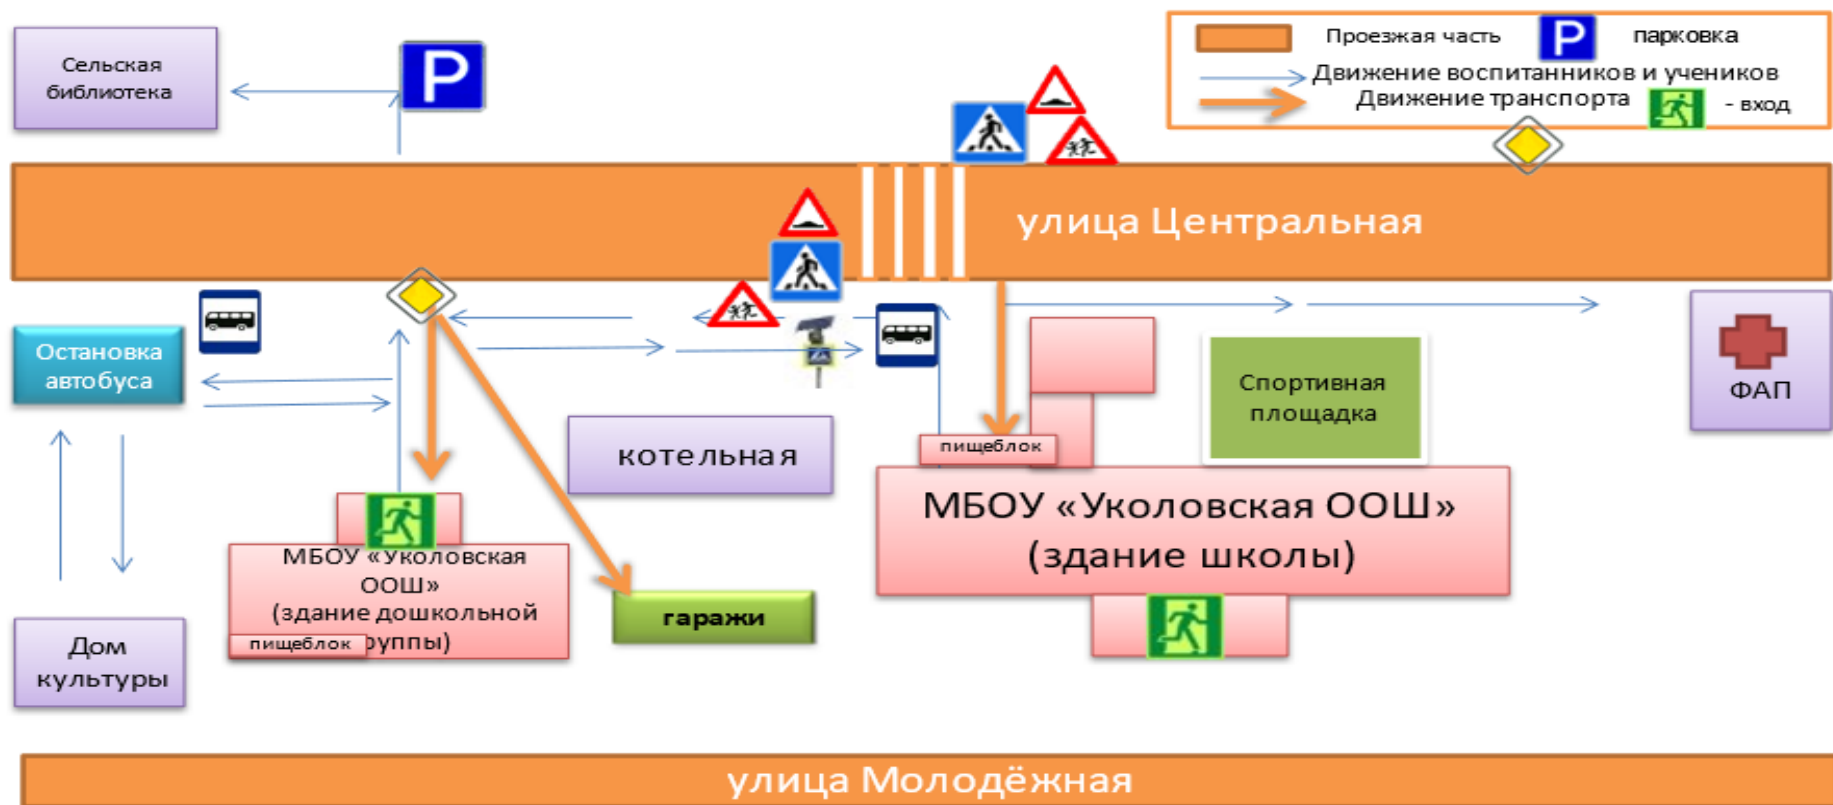 Сельская
библиотека
P
Проезжая часть
P
парковка
Движение воспитанников и учеников
Движение транспорта
- вход
улица Центральная
Остановка
автобуса
котельная
Спортивная
площадка
ФАП
пищеблок
МБОУ «Уколовская ООШ»
(здание школы)
МБОУ «Уколовская
ООШ»
(здание дошкольной
руппы)
пищеблок
гаражи
Дом
культуры
улица Молодёжная